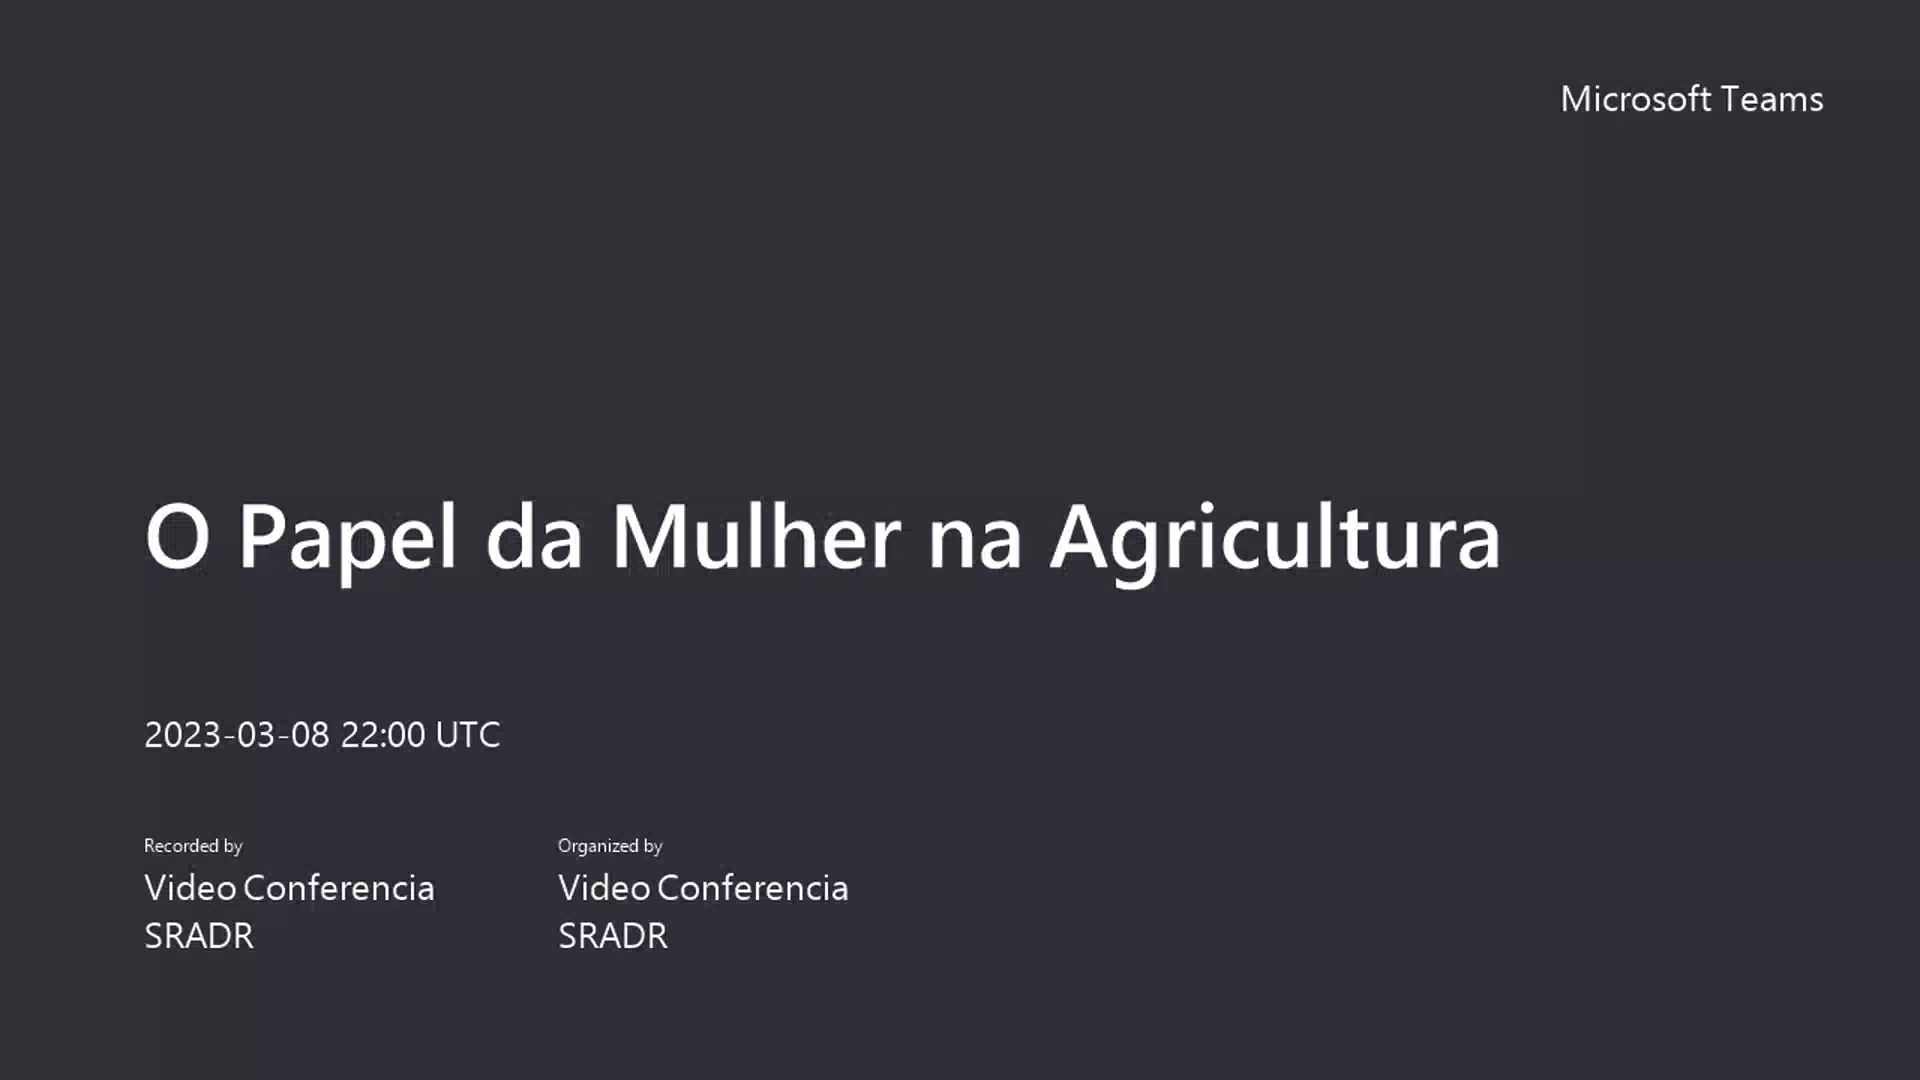 Microsoft Teams
O Papel da Mulher na Agricultura
2023-03-08 22:00 UTC
Recorded by
Video Conferencia
SRADR
Organized by
Video Conferencia
SRADR